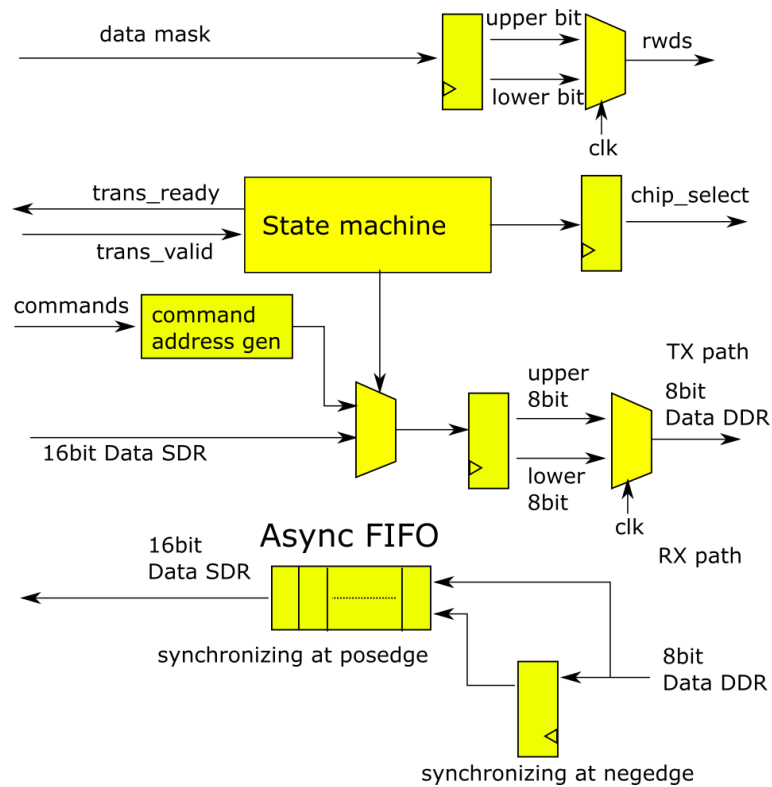 data mask
upper bit
lower bit
rwds
clk
trans_ready
trans_valid
State machine
chip_select
commands
command
address gen
16bit Data SDR
upper
8bit
lower
8bit
TX path
8bit
Data DDR
clk
RX path
Async FIFO
16bit
Data SDR
synchronizing at posedge
8bit
Data DDR
synchronizing at negedge